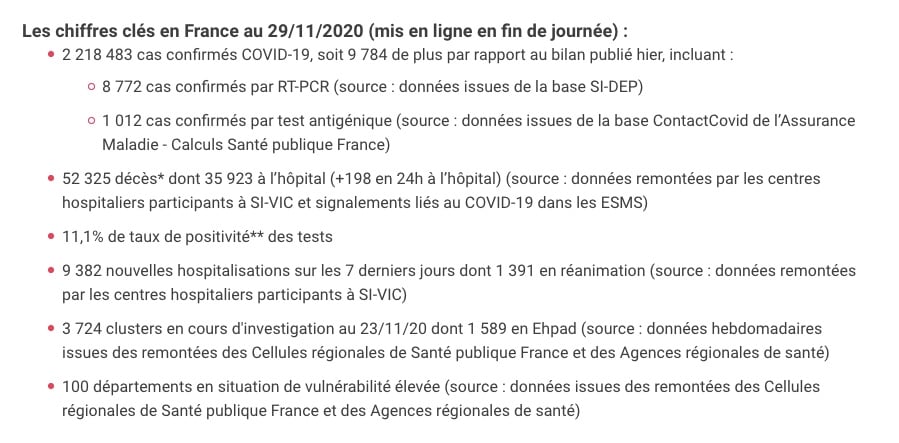 Les chiffres clés en France au 29/11/2020 (mis en ligne en fin de journée) :
• 2 218 483 cas confirmés COVID-19, soit 9 784 de plus par rapport au bilan publié hier, incluant :
○ 8 772 cas confirmés par RT-PCR (source : données issues de la base SI-DEP)
○ 1 012 cas confirmés par test antigénique (source : données issues de la base ContactCovid de l’Assurance
Maladie - Calculs Santé publique France)
• 52 325 décès* dont 35 923 à l’hôpital (+198 en 24h à l’hôpital) (source : données remontées par les centres
hospitaliers participants à SI-VIC et signalements liés au COVID-19 dans les ESMS)
• 11,1% de taux de positivité** des tests
• 9 382 nouvelles hospitalisations sur les 7 derniers jours dont 1 391 en réanimation (source : données remontées
par les centres hospitaliers participants à SI-VIC)
• 3 724 clusters en cours d'investigation au 23/11/20 dont 1 589 en Ehpad (source : données hebdomadaires
issues des remontées des Cellules régionales de Santé publique France et des Agences régionales de santé)
• 100 départements en situation de vulnérabilité élevée (source : données issues des remontées des Cellules
régionales de Santé publique France et des Agences régionales de santé)